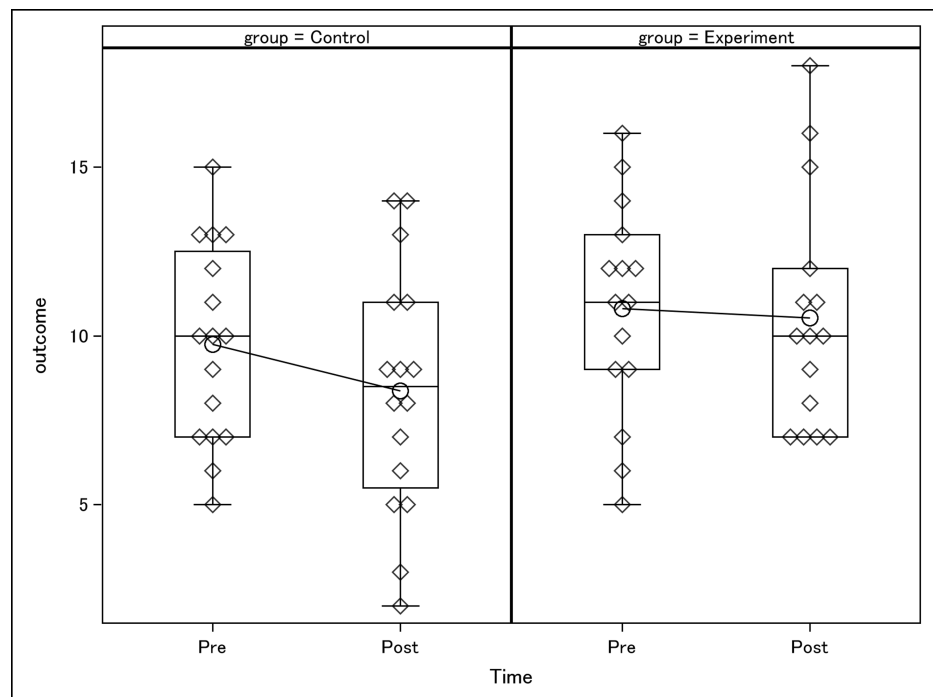 group = Control
group = Experiment
outcome
15
10
5
Pre
Post
Pre
Post
Time